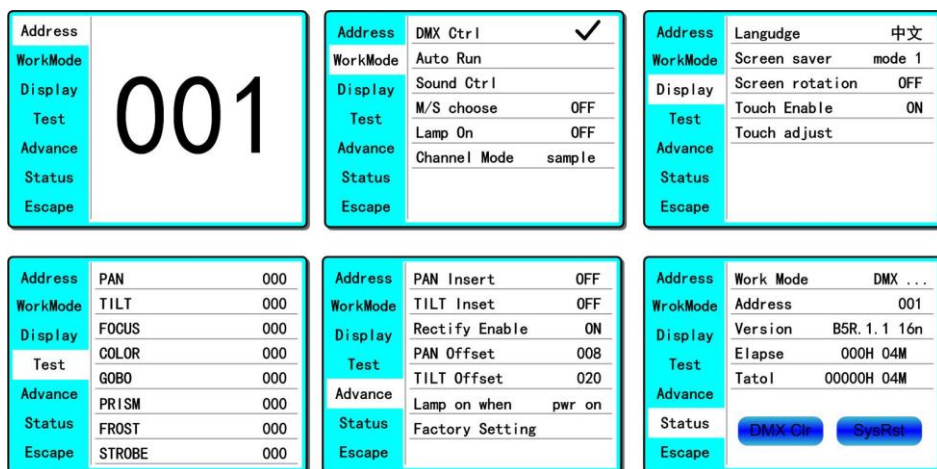 Address
WorkMode
Display
Test
Advance
Status
Escape
001
Address
WorkMode
Display
Test
Advance
Status
Escape
DMX Ctrl ✓
Auto Run
Sound Ctrl
M/S choose OFF
Lamp On OFF
Channel Mode sample
Address
WorkMode
Display
Test
Advance
Status
Escape
Langudge 中文
Screen saver mode 1
Screen rotation OFF
Touch Enable ON
Touch adjust
Address
WorkMode
Display
Test
Advance
Status
Escape
PAN 000
TILT 000
FOCUS 000
COLOR 000
GOBO 000
PRISM 000
FROST 000
STROBE 000
Address
WorkMode
Display
Test
Advance
Status
Escape
PAN Insert OFF
TILT Inset OFF
Rectify Enable ON
PAN Offset 008
TILT Offset 020
Lamp on when pwr on
Factory Setting
Address
WrokMode
Display
Test
Advance
Status
Escape
Work Mode DMX ...
Address 001
Version B5R.1.1 16n
Elapse 000H 04M
Tatol 00000H 04M
DMX Clr SysRst